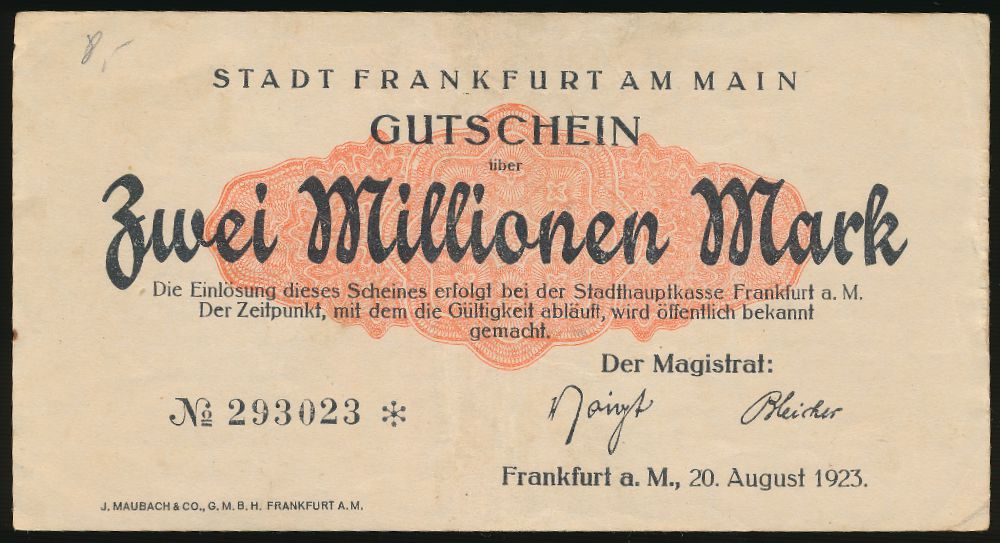 8,-
STADT FRANKFURT AM MAIN
GUTSCHEIN
über
Zwei Millionen Mark
Die Einlösung dieses Scheines erfolgt bei der Stadthauptkasse Frankfurt a. M.
Der Zeitpunkt, mit dem die Gültigkeit abläuft, wird öffentlich bekannt
gemacht.
Der Magistrat:
№ 293023 *
Voigt Bleicher
Frankfurt a. M., 20. August 1923.
J. MAUBACH & CO., G. M. B. H. FRANKFURT A. M.